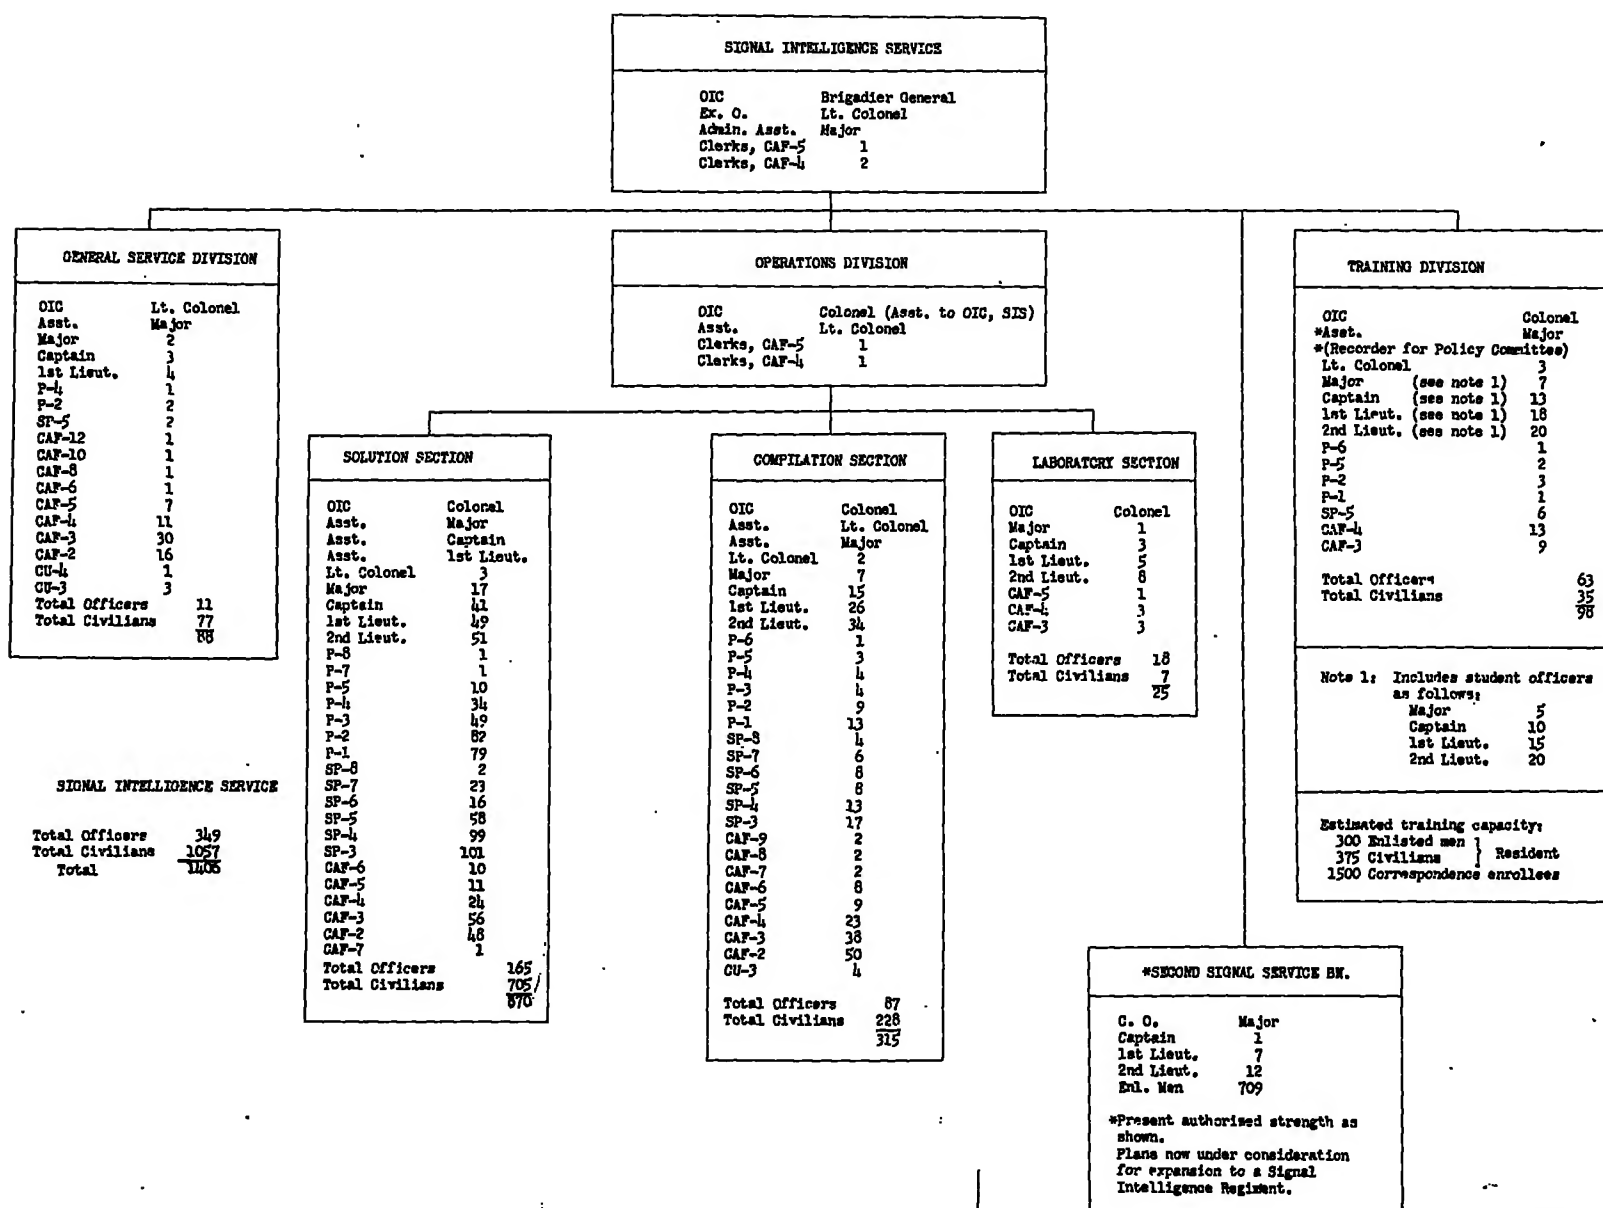 SIGNAL INTELLIGENCE SERVICE
OIC Brigadier General
Ex. O. Lt. Colonel
Admin. Asst. Major
Clerks, CAF-5 1
Clerks, CAF-4 2
GENERAL SERVICE DIVISION
OIC Lt. Colonel
Asst. Major
Major 2
Captain 3
1st Lieut. 4
P-4 1
P-2 2
SP-5 2
CAF-12 1
CAF-10 1
CAF-8 1
CAF-6 1
CAF-5 7
CAF-4 11
CAF-3 30
CAF-2 16
CU-4 1
CU-3 3
Total Officers 11
Total Civilians 77
88
OPERATIONS DIVISION
OIC Colonel (Asst. to OIC, SIS)
Asst. Lt. Colonel
Clerks, CAF-5 1
Clerks, CAF-4 1
TRAINING DIVISION
OIC Colonel
*Asst. Major
*(Recorder for Policy Committee)
Lt. Colonel 3
Major (see note 1) 7
Captain (see note 1) 13
1st Lieut. (see note 1) 18
2nd Lieut. (see note 1) 20
P-6 1
P-5 2
P-2 3
P-1 1
SP-5 6
CAF-4 13
CAF-3 9
Total Officers 63
Total Civilians 35
98
Note 1: Includes student officers
as follows:
Major 5
Captain 10
1st Lieut. 15
2nd Lieut. 20
Estimated training capacity:
300 Enlisted men
375 Civilians } Resident
1500 Correspondence enrollees
SOLUTION SECTION
OIC Colonel
Asst. Major
Asst. Captain
Asst. 1st Lieut.
Lt. Colonel 3
Major 17
Captain 41
1st Lieut. 49
2nd Lieut. 51
P-8 1
P-7 1
P-5 10
P-4 34
P-3 49
P-2 82
P-1 79
SP-8 2
SP-7 23
SP-6 16
SP-5 58
SP-4 99
SP-3 101
CAF-6 10
CAF-5 11
CAF-4 24
CAF-3 56
CAF-2 48
CAF-7 1
Total Officers 165
Total Civilians 705
870
COMPILATION SECTION
OIC Colonel
Asst. Lt. Colonel
Asst. Major
Lt. Colonel 2
Major 7
Captain 15
1st Lieut. 26
2nd Lieut. 34
P-6 1
P-5 3
P-4 4
P-3 4
P-2 9
P-1 13
SP-8 4
SP-7 6
SP-6 8
SP-5 8
SP-4 13
SP-3 17
CAF-9 2
CAF-8 2
CAF-7 2
CAF-6 8
CAF-5 9
CAF-4 23
CAF-3 38
CAF-2 50
CU-3 4
Total Officers 87
Total Civilians 228
315
LABORATORY SECTION
OIC Colonel
Major 1
Captain 3
1st Lieut. 5
2nd Lieut. 8
CAF-5 1
CAF-4 3
CAF-3 3
Total Officers 18
Total Civilians 7
25
SIGNAL INTELLIGENCE SERVICE
Total Officers 349
Total Civilians 1057
Total 1406
*SECOND SIGNAL SERVICE BN.
C. O. Major
Captain 1
1st Lieut. 7
2nd Lieut. 12
Enl. Men 709
*Present authorized strength as
shown.
Plans now under consideration
for expansion to a Signal
Intelligence Regiment.